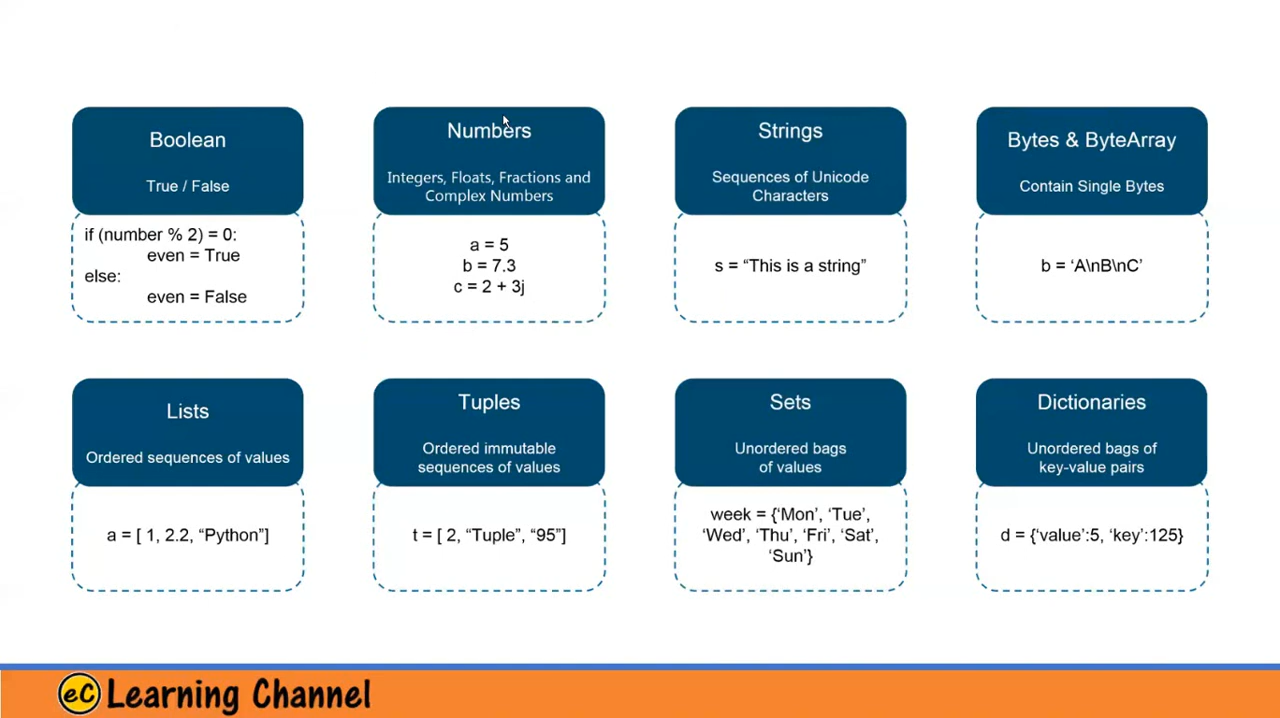 Boolean
True / False
if (number % 2) = 0:
even = True
else:
even = False
Numbers
Integers, Floats, Fractions and
Complex Numbers
a = 5
b = 7.3
c = 2 + 3j
Strings
Sequences of Unicode
Characters
s = “This is a string”
Bytes & ByteArray
Contain Single Bytes
b = ‘A\nB\nC’
Lists
Ordered sequences of values
a = [ 1, 2.2, “Python”]
Tuples
Ordered immutable
sequences of values
t = [ 2, “Tuple”, “95”]
Sets
Unordered bags
of values
week = {‘Mon’, ‘Tue’,
‘Wed’, ‘Thu’, ‘Fri’, ‘Sat’,
‘Sun’}
Dictionaries
Unordered bags of
key-value pairs
d = {‘value’:5, ‘key’:125}
eC Learning Channel